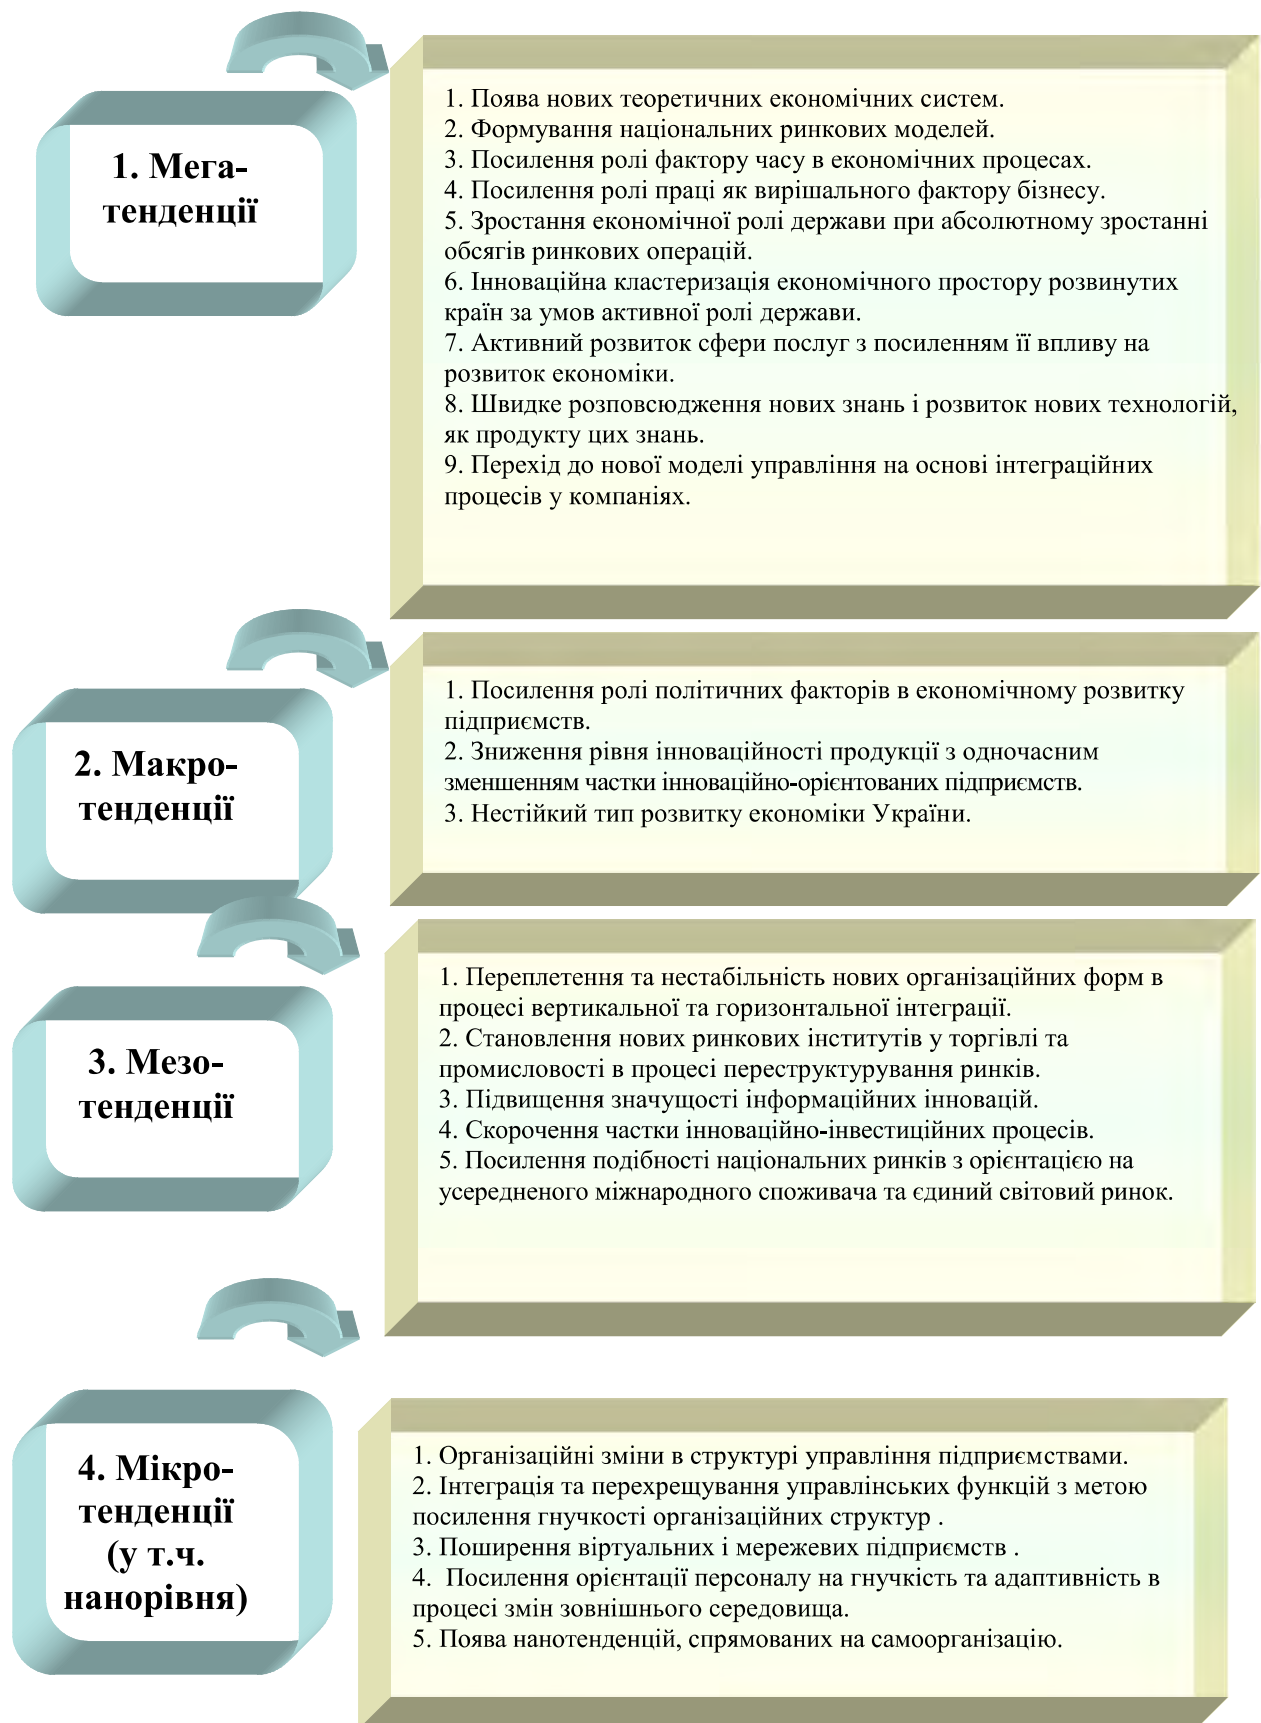 1. Мега-
тенденції
1. Поява нових теоретичних економічних систем.
2. Формування національних ринкових моделей.
3. Посилення ролі фактору часу в економічних процесах.
4. Посилення ролі праці як вирішального фактору бізнесу.
5. Зростання економічної ролі держави при абсолютному зростанні
обсягів ринкових операцій.
6. Інноваційна кластеризація економічного простору розвинутих
країн за умов активної ролі держави.
7. Активний розвиток сфери послуг з посиленням її впливу на
розвиток економіки.
8. Швидке розповсюдження нових знань і розвиток нових технологій,
як продукту цих знань.
9. Перехід до нової моделі управління на основі інтеграційних
процесів у компаніях.
2. Макро-
тенденції
1. Посилення ролі політичних факторів в економічному розвитку
підприємств.
2. Зниження рівня інноваційності продукції з одночасним
зменшенням частки інноваційно-орієнтованих підприємств.
3. Нестійкий тип розвитку економіки України.
3. Мезо-
тенденції
1. Переплетення та нестабільність нових організаційних форм в
процесі вертикальної та горизонтальної інтеграції.
2. Становлення нових ринкових інститутів у торгівлі та
промисловості в процесі переструктурування ринків.
3. Підвищення значущості інформаційних інновацій.
4. Скорочення частки інноваційно-інвестиційних процесів.
5. Посилення подібності національних ринків з орієнтацією на
усередненого міжнародного споживача та єдиний світовий ринок.
4. Мікро-
тенденції
(у т.ч.
нанорівня)
1. Організаційні зміни в структурі управління підприємствами.
2. Інтеграція та перехрещування управлінських функцій з метою
посилення гнучкості організаційних структур .
3. Поширення віртуальних і мережевих підприємств .
4.  Посилення орієнтації персоналу на гнучкість та адаптивність в
процесі змін зовнішнього середовища.
5. Поява нанотенденцій, спрямованих на самоорганізацію.